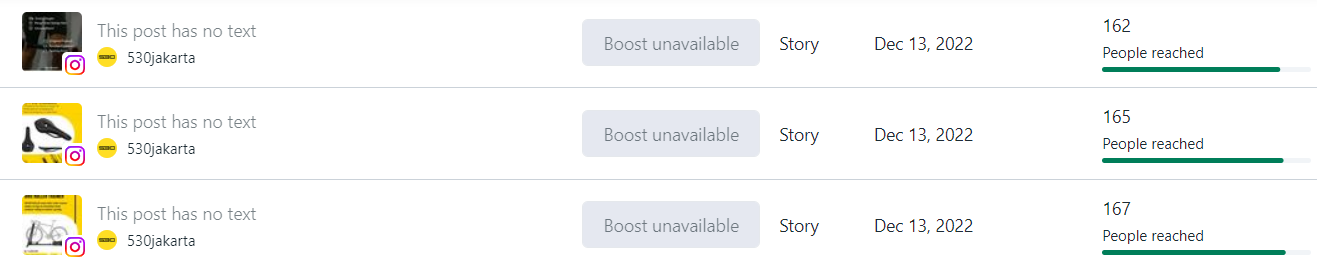 This post has no text
530jakarta
Boost unavailable
Story
Dec 13, 2022
162
People reached
This post has no text
530jakarta
Boost unavailable
Story
Dec 13, 2022
165
People reached
This post has no text
530jakarta
Boost unavailable
Story
Dec 13, 2022
167
People reached